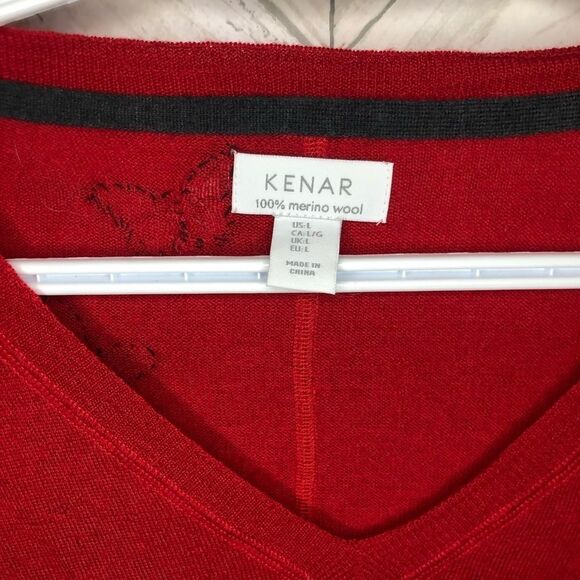 KENAR
100% merino wool
US:L
CA:L/G
UK:L
EU:L
MADE IN
CHINA